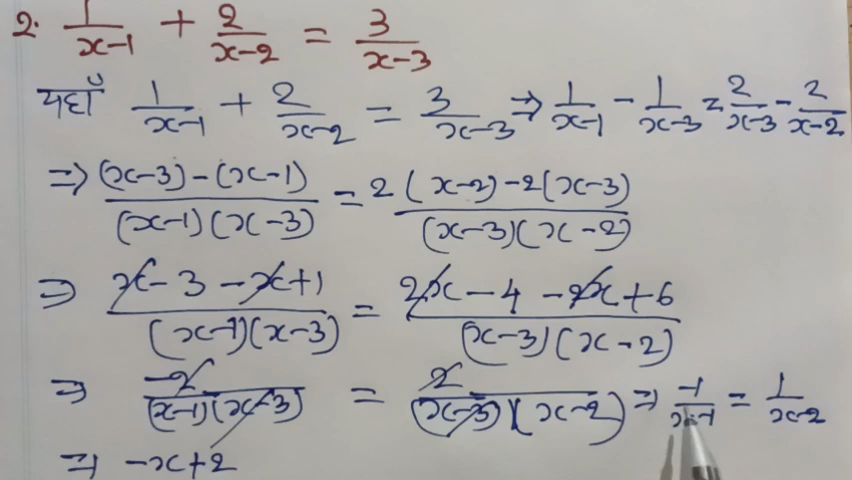 2. 1/(x-1) + 2/(x-2) = 3/(x-3)
यहाँ 1/(x-1) + 2/(x-2) = 3/(x-3) ⇒ 1/(x-1) - 1/(x-3) = 2/(x-3) - 2/(x-2)
⇒ ((x-3)-(x-1))/((x-1)(x-3)) = (2(x-2)-2(x-3))/((x-3)(x-2))
⇒ (x-3-x+1)/((x-1)(x-3)) = (2x-4-2x+6)/((x-3)(x-2))
⇒ -2/((x-1)(x-3)) = 2/((x-3)(x-2)) ⇒ -1/(x-1) = 1/(x-2)
⇒ -x+2